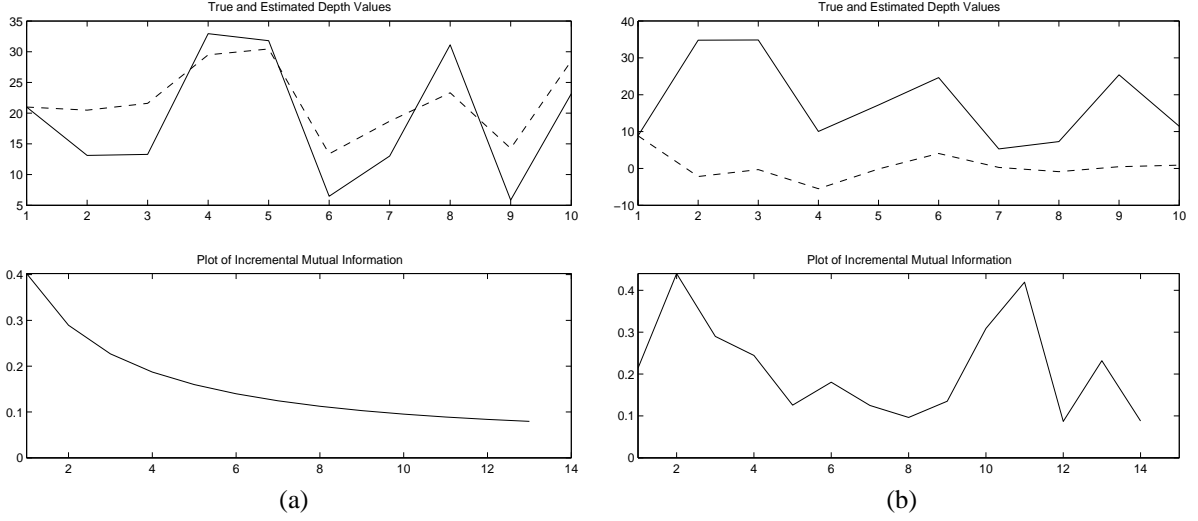 True and Estimated Depth Values
35
30
25
20
15
10
5
1 2 3 4 5 6 7 8 9 10
Plot of Incremental Mutual Information
0.4
0.3
0.2
0.1
0
2 4 6 8 10 12 14
(a)
True and Estimated Depth Values
40
30
20
10
0
−10
1 2 3 4 5 6 7 8 9 10
Plot of Incremental Mutual Information
0.4
0.3
0.2
0.1
0
2 4 6 8 10 12 14
(b)